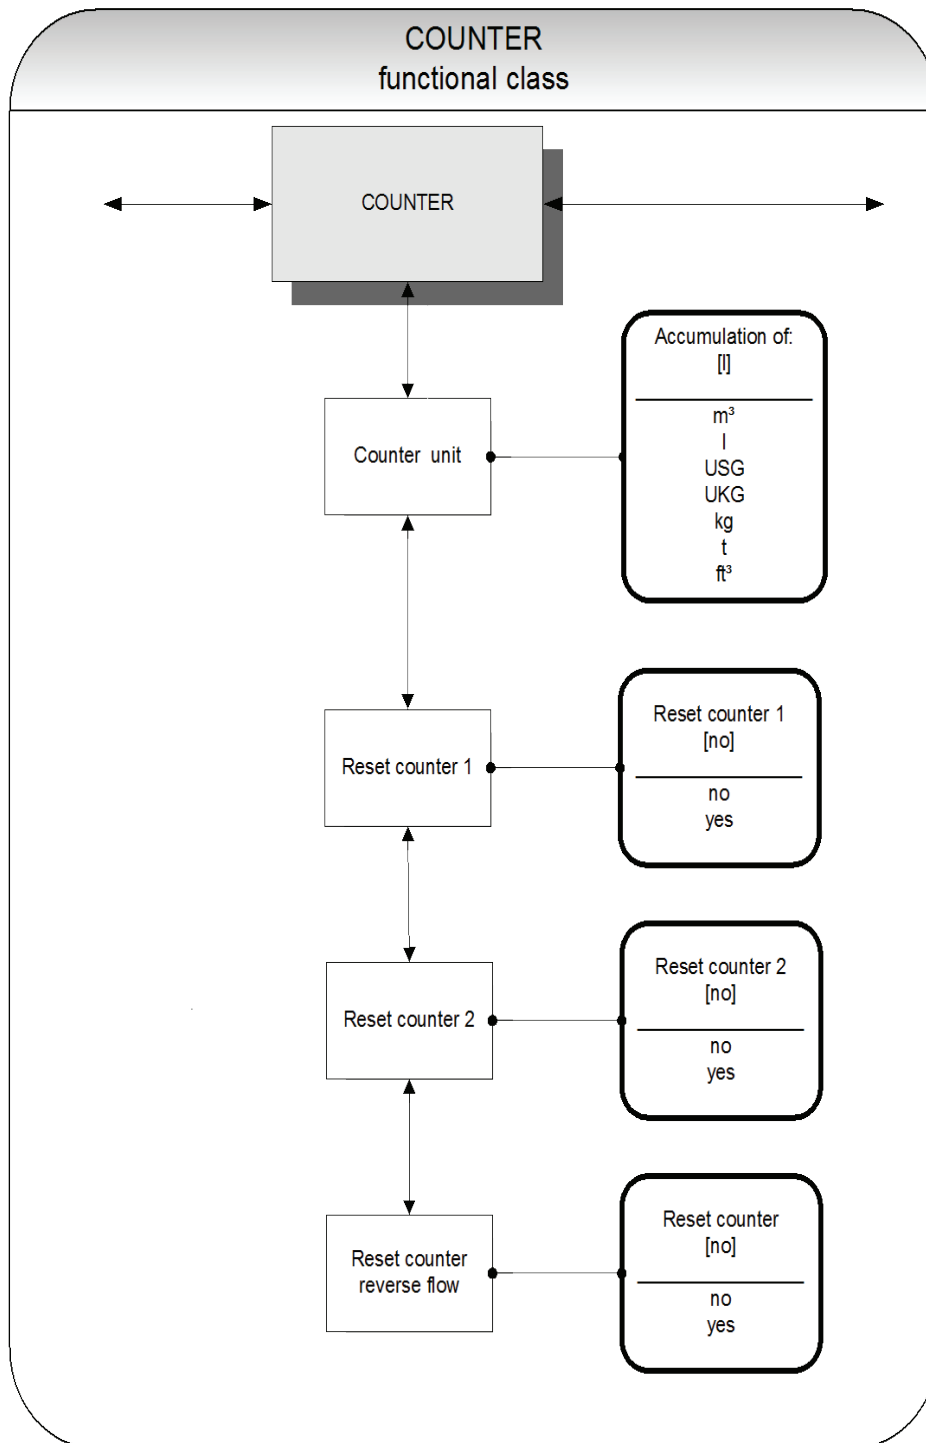 COUNTER
functional class
COUNTER
Accumulation of:
[l]
m³
l
USG
UKG
kg
t
ft³
Counter unit
Reset counter 1
[no]
no
yes
Reset counter 1
Reset counter 2
[no]
no
yes
Reset counter 2
Reset counter
[no]
no
yes
Reset counter
reverse flow